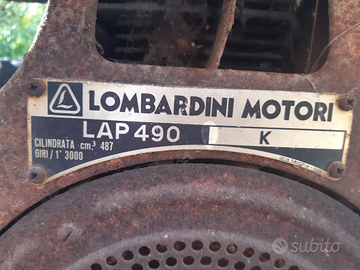 LOMBARDINI MOTORI
LAP 490 K
CILINDRATA cm.³ 487
GIRI / 1' 3000
subito